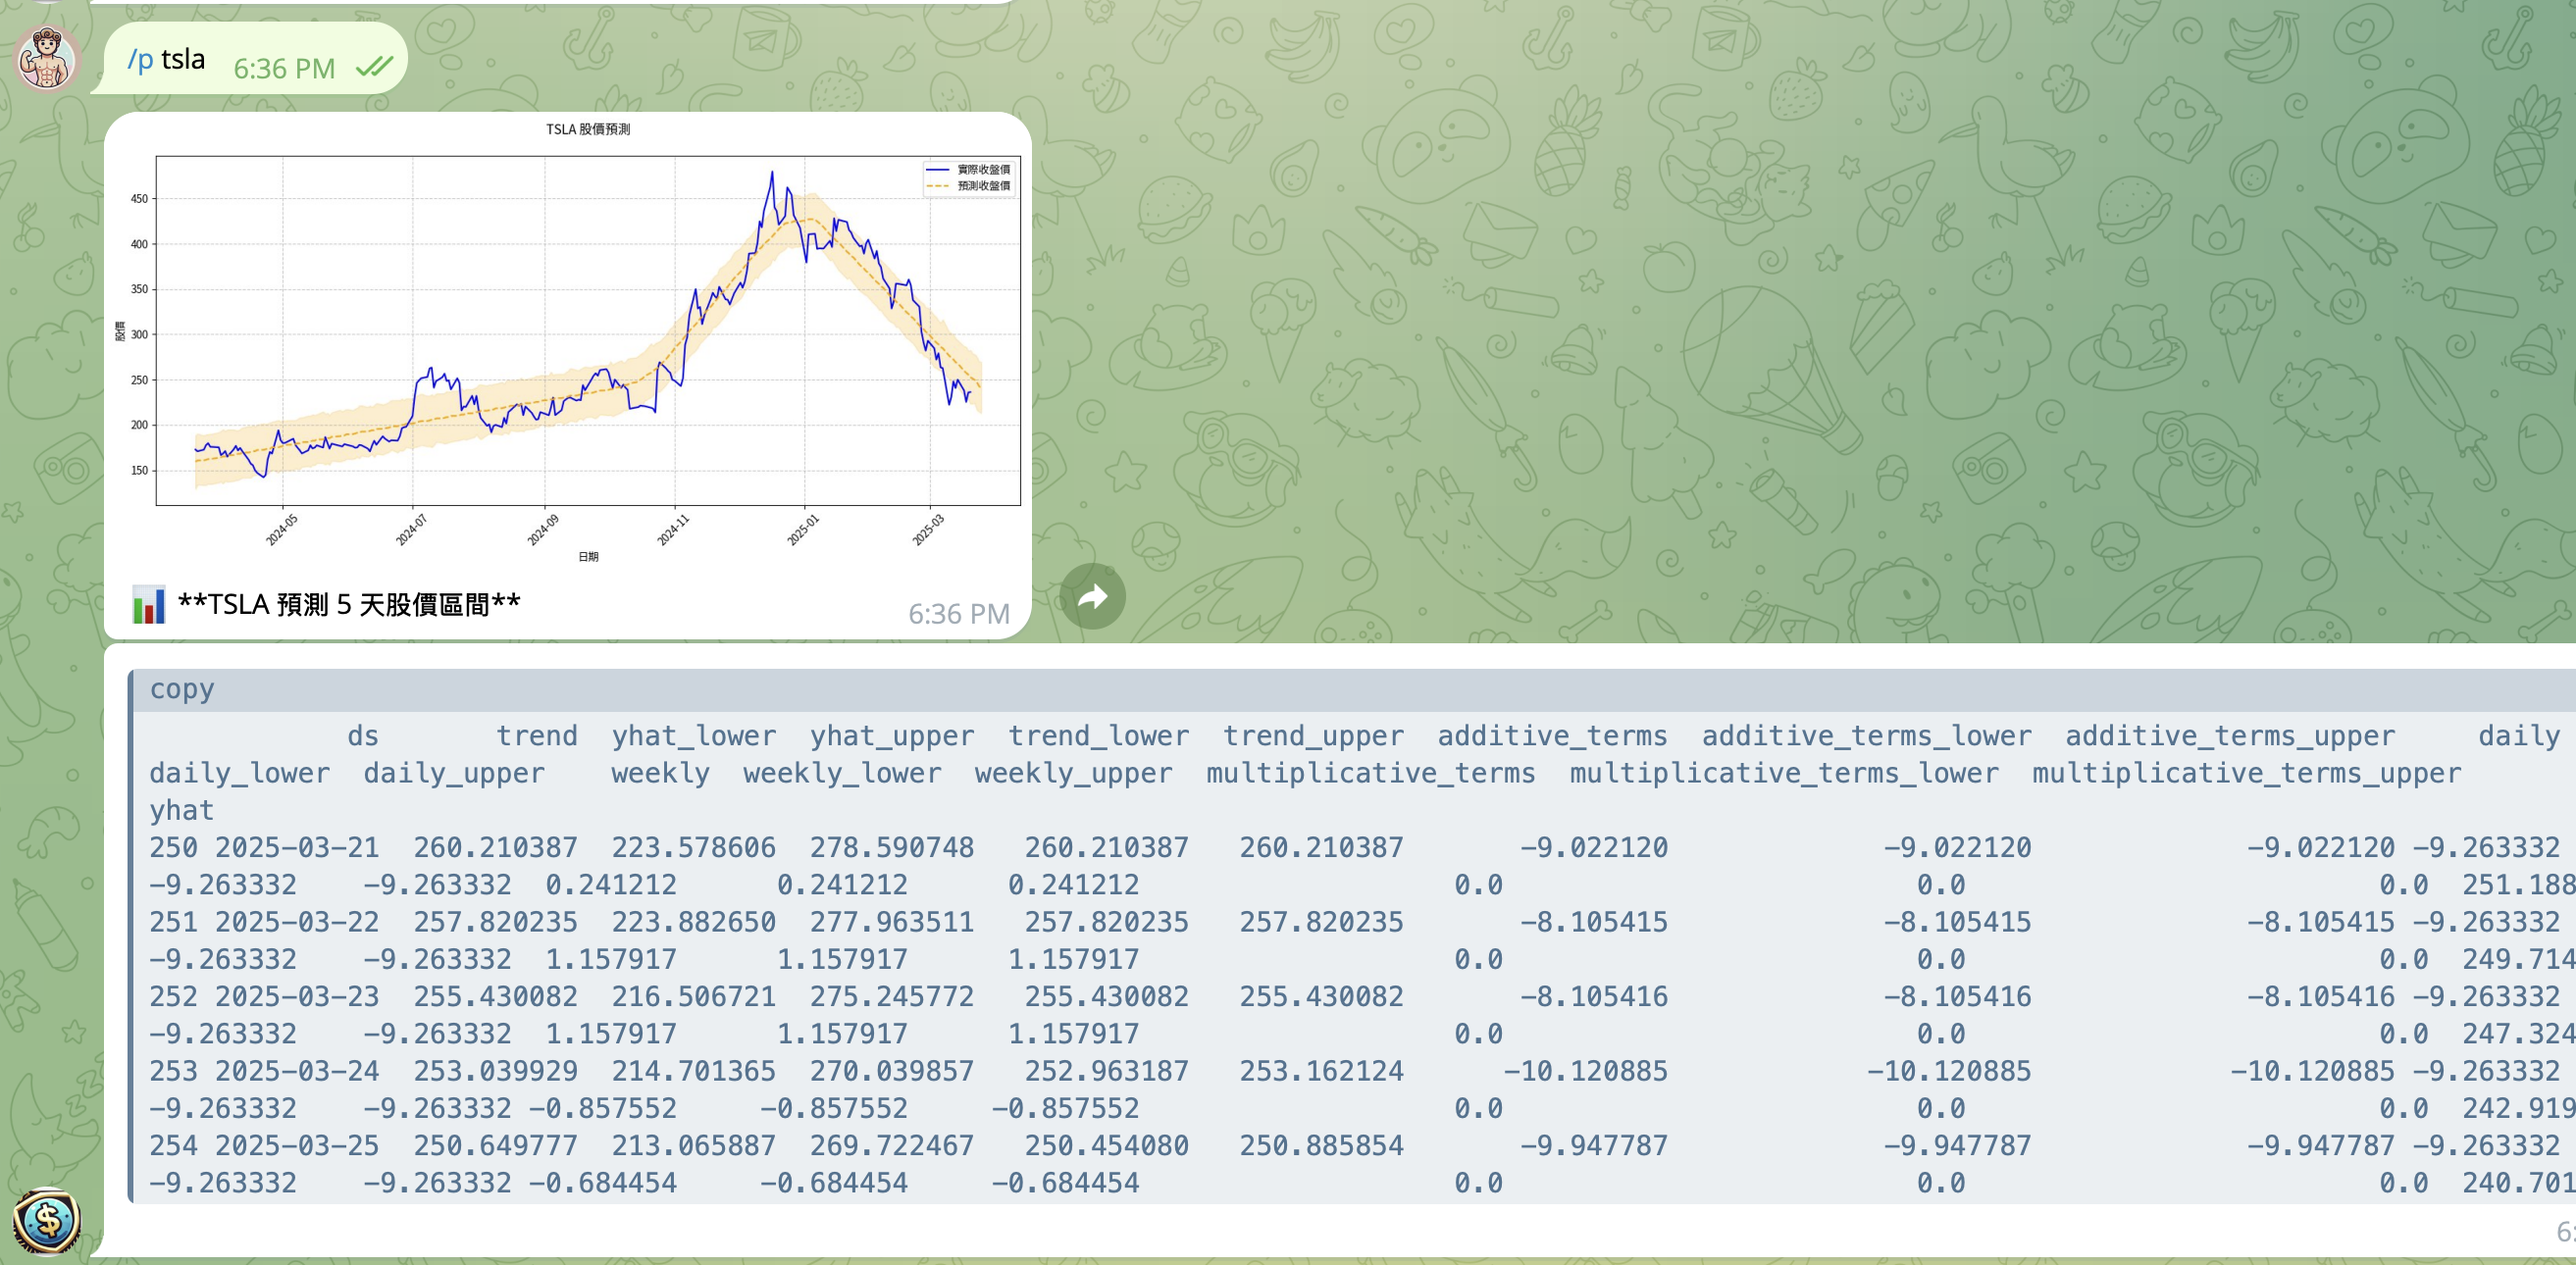 /p tsla 6:36 PM
TSLA 股價預測
實際收盤價
預測收盤價
450
400
350
300
250
200
150
股價
2024-05
2024-07
2024-09
2024-11
2025-01
2025-03
日期
**TSLA 預測 5 天股價區間**
6:36 PM
copy
ds trend yhat_lower yhat_upper trend_lower trend_upper additive_terms additive_terms_lower additive_terms_upper daily
daily_lower daily_upper weekly weekly_lower weekly_upper multiplicative_terms multiplicative_terms_lower multiplicative_terms_upper
yhat
250 2025-03-21 260.210387 223.578606 278.590748 260.210387 260.210387 -9.022120 -9.022120 -9.022120 -9.263332
-9.263332 -9.263332 0.241212 0.241212 0.241212 0.0 0.0 0.0 251.188
251 2025-03-22 257.820235 223.882650 277.963511 257.820235 257.820235 -8.105415 -8.105415 -8.105415 -9.263332
-9.263332 -9.263332 1.157917 1.157917 1.157917 0.0 0.0 0.0 249.714
252 2025-03-23 255.430082 216.506721 275.245772 255.430082 255.430082 -8.105416 -8.105416 -8.105416 -9.263332
-9.263332 -9.263332 1.157917 1.157917 1.157917 0.0 0.0 0.0 247.324
253 2025-03-24 253.039929 214.701365 270.039857 252.963187 253.162124 -10.120885 -10.120885 -10.120885 -9.263332
-9.263332 -9.263332 -0.857552 -0.857552 -0.857552 0.0 0.0 0.0 242.919
254 2025-03-25 250.649777 213.065887 269.722467 250.454080 250.885854 -9.947787 -9.947787 -9.947787 -9.263332
-9.263332 -9.263332 -0.684454 -0.684454 -0.684454 0.0 0.0 0.0 240.701